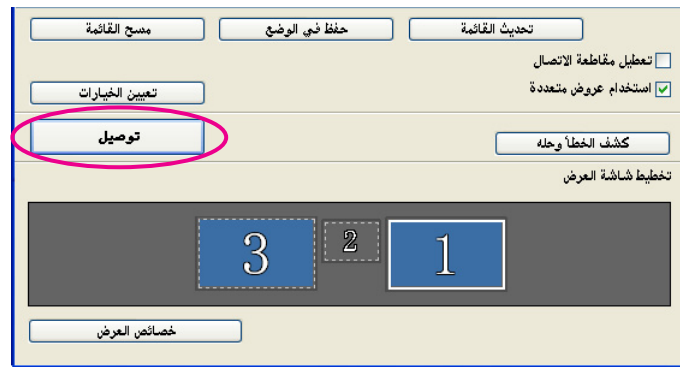 تحديث القائمة
حفظ في الوضع
مسح القائمة
تعطيل مقاطعة الاتصال
استخدام عروض متعددة
تعيين الخيارات
توصيل
كشف الخطأ وحله
تخطيط شاشة العرض
1
2
3
خصائص العرض